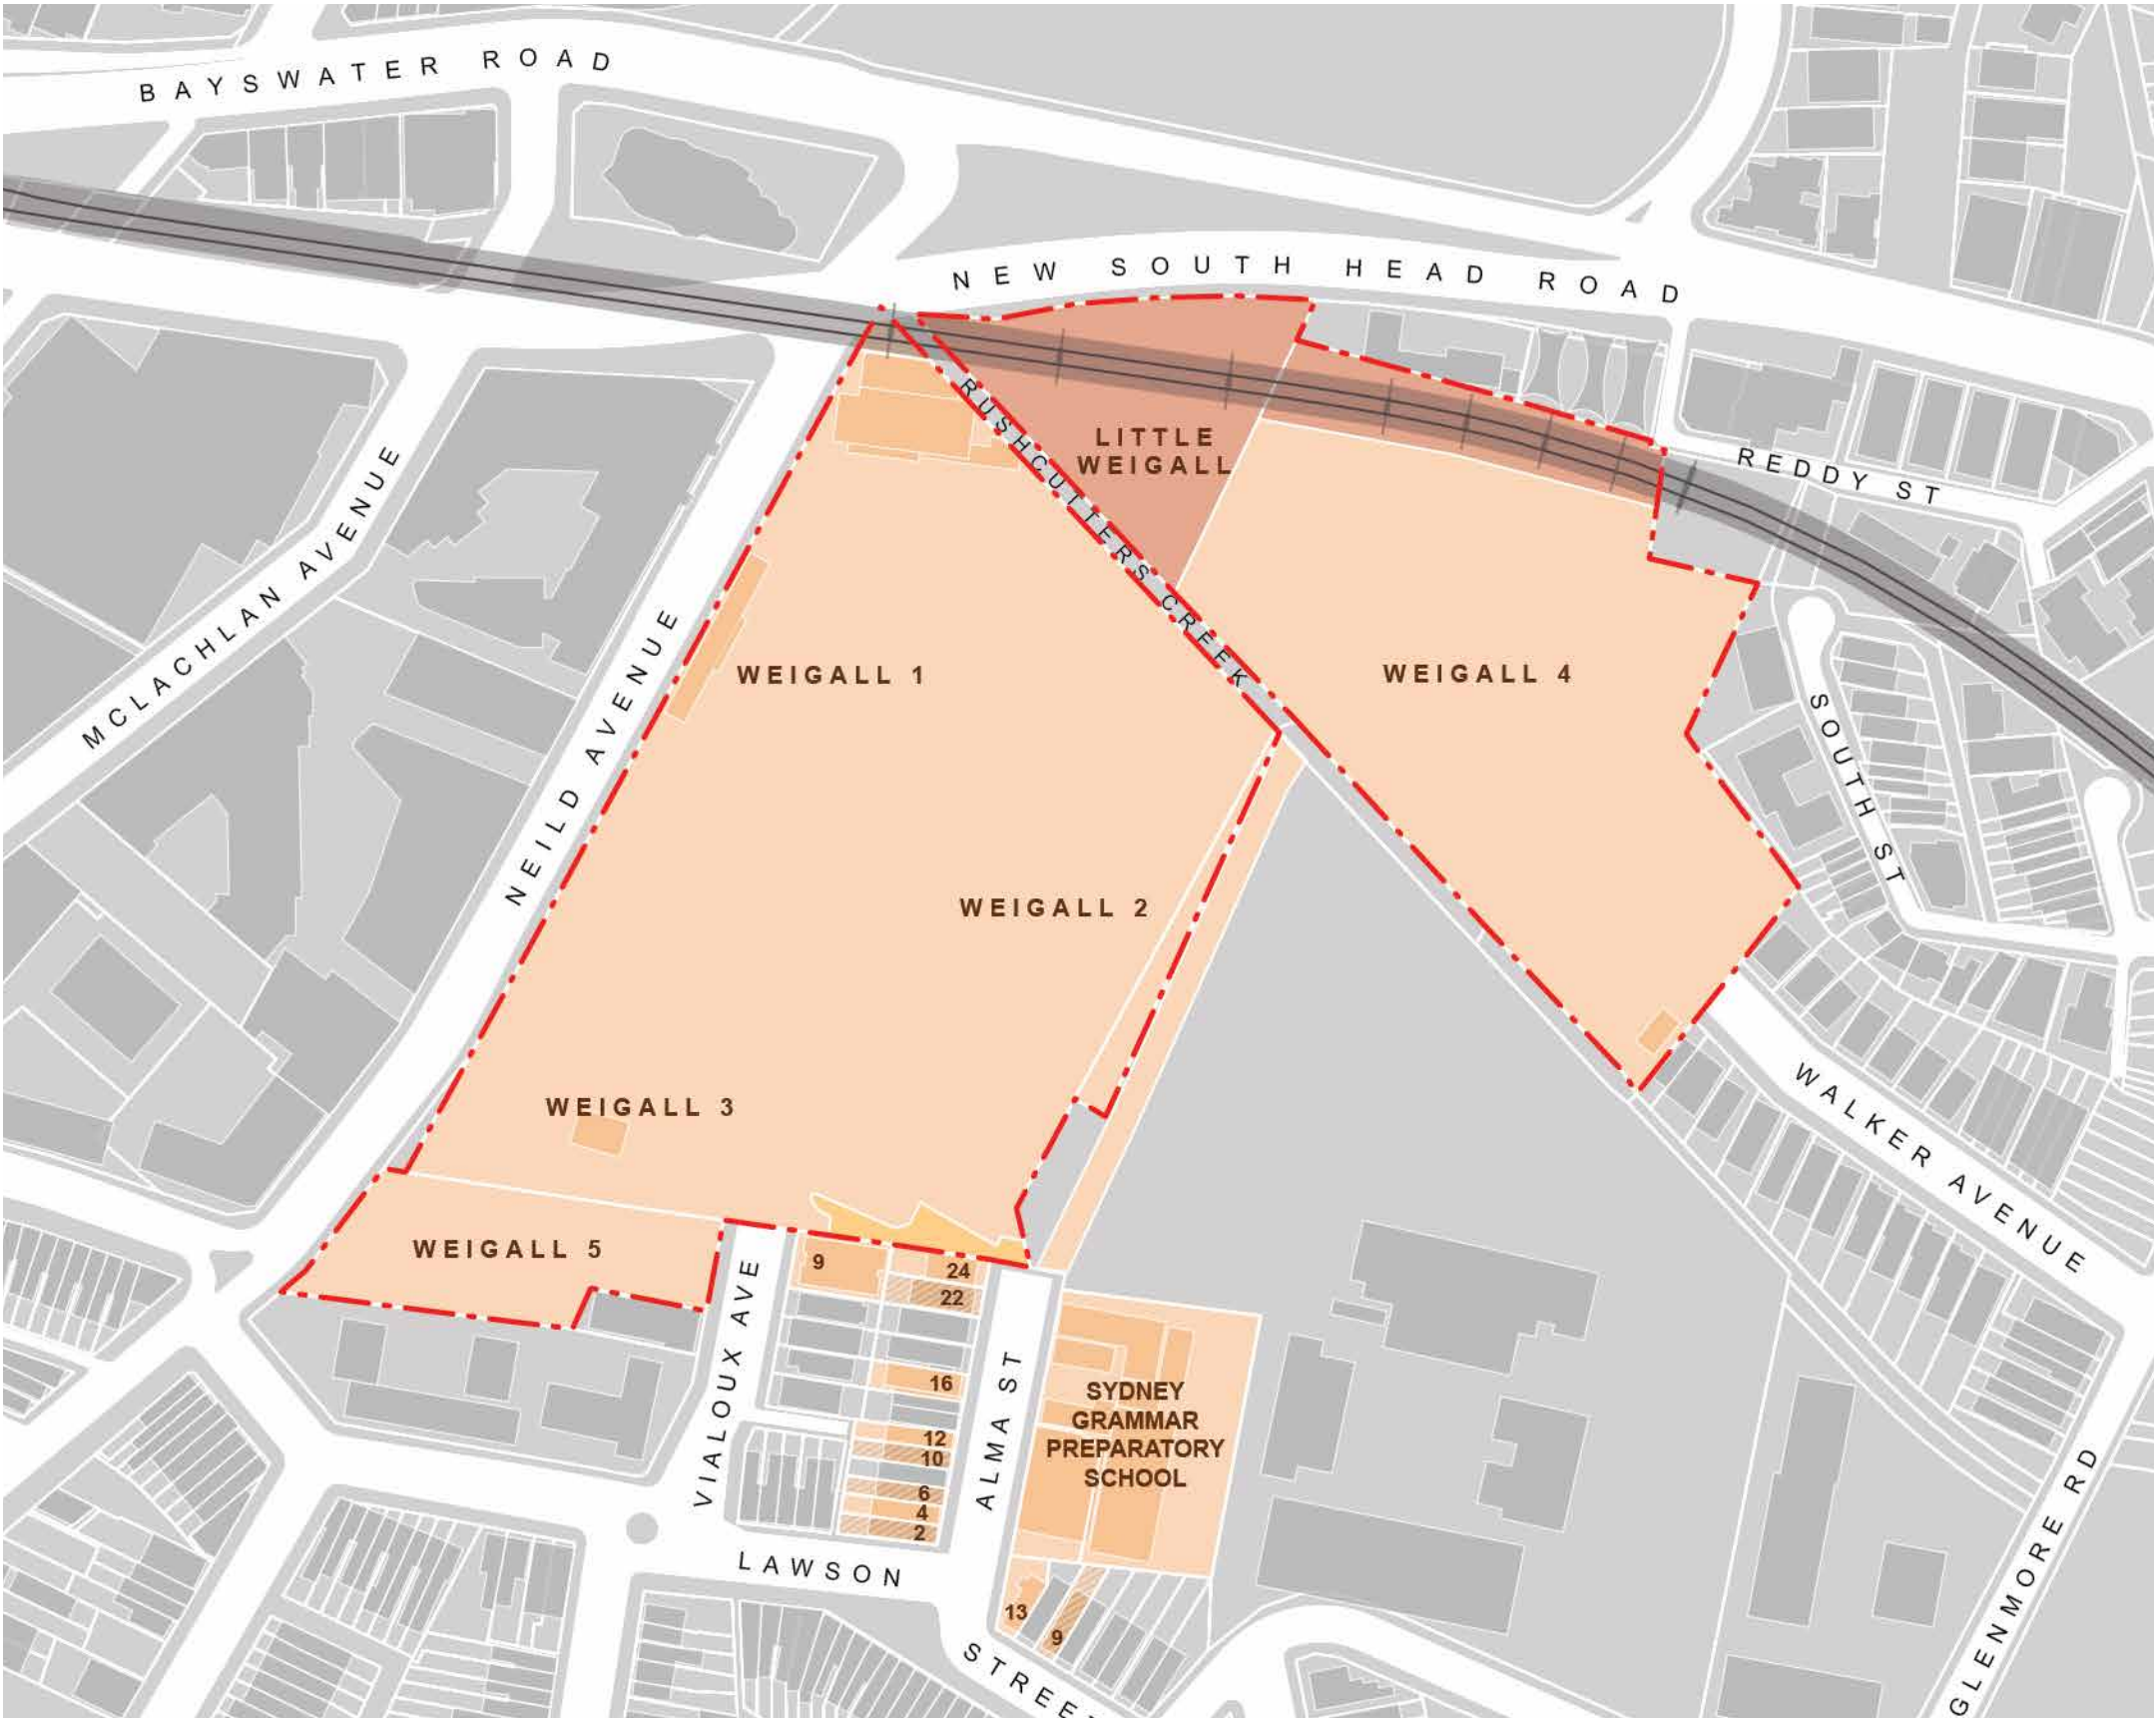 BAYSWATER ROAD
NEW SOUTH HEAD ROAD
RUSHCUTTERS CREEK
LITTLE
WEIGALL
REDDY ST
MCLACHLAN AVENUE
NEILD AVENUE
WEIGALL 1
WEIGALL 4
SOUTH ST
WEIGALL 2
WEIGALL 3
WALKER AVENUE
WEIGALL 5
9
24
22
VIALOUX AVE
ALMA ST
16
12
10
6
4
2
SYDNEY
GRAMMAR
PREPARATORY
SCHOOL
GLENMORE RD
LAWSON
13
9